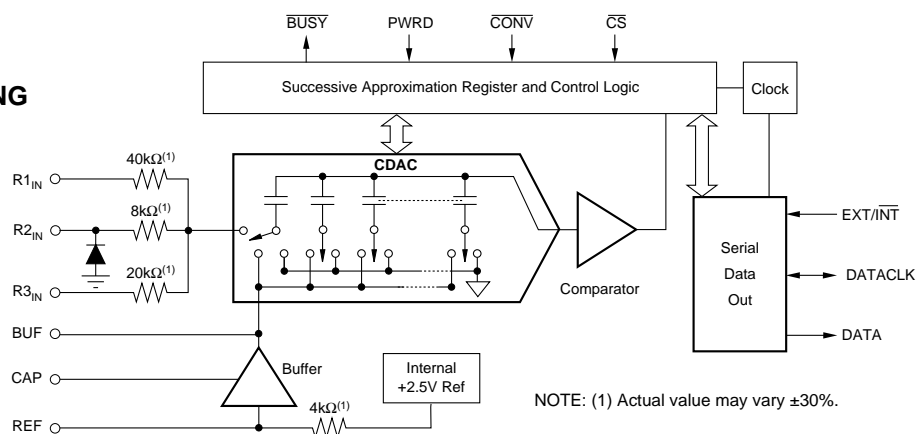 BUSY PWRD CONV CS
NG
Successive Approximation Register and Control Logic
Clock
CDAC
R1IN
40kΩ(1)
R2IN
8kΩ(1)
R3IN
20kΩ(1)
Comparator
Serial
Data
Out
EXT/INT
DATACLK
DATA
BUF
CAP
Buffer
REF
4kΩ(1)
Internal
+2.5V Ref
NOTE: (1) Actual value may vary ±30%.